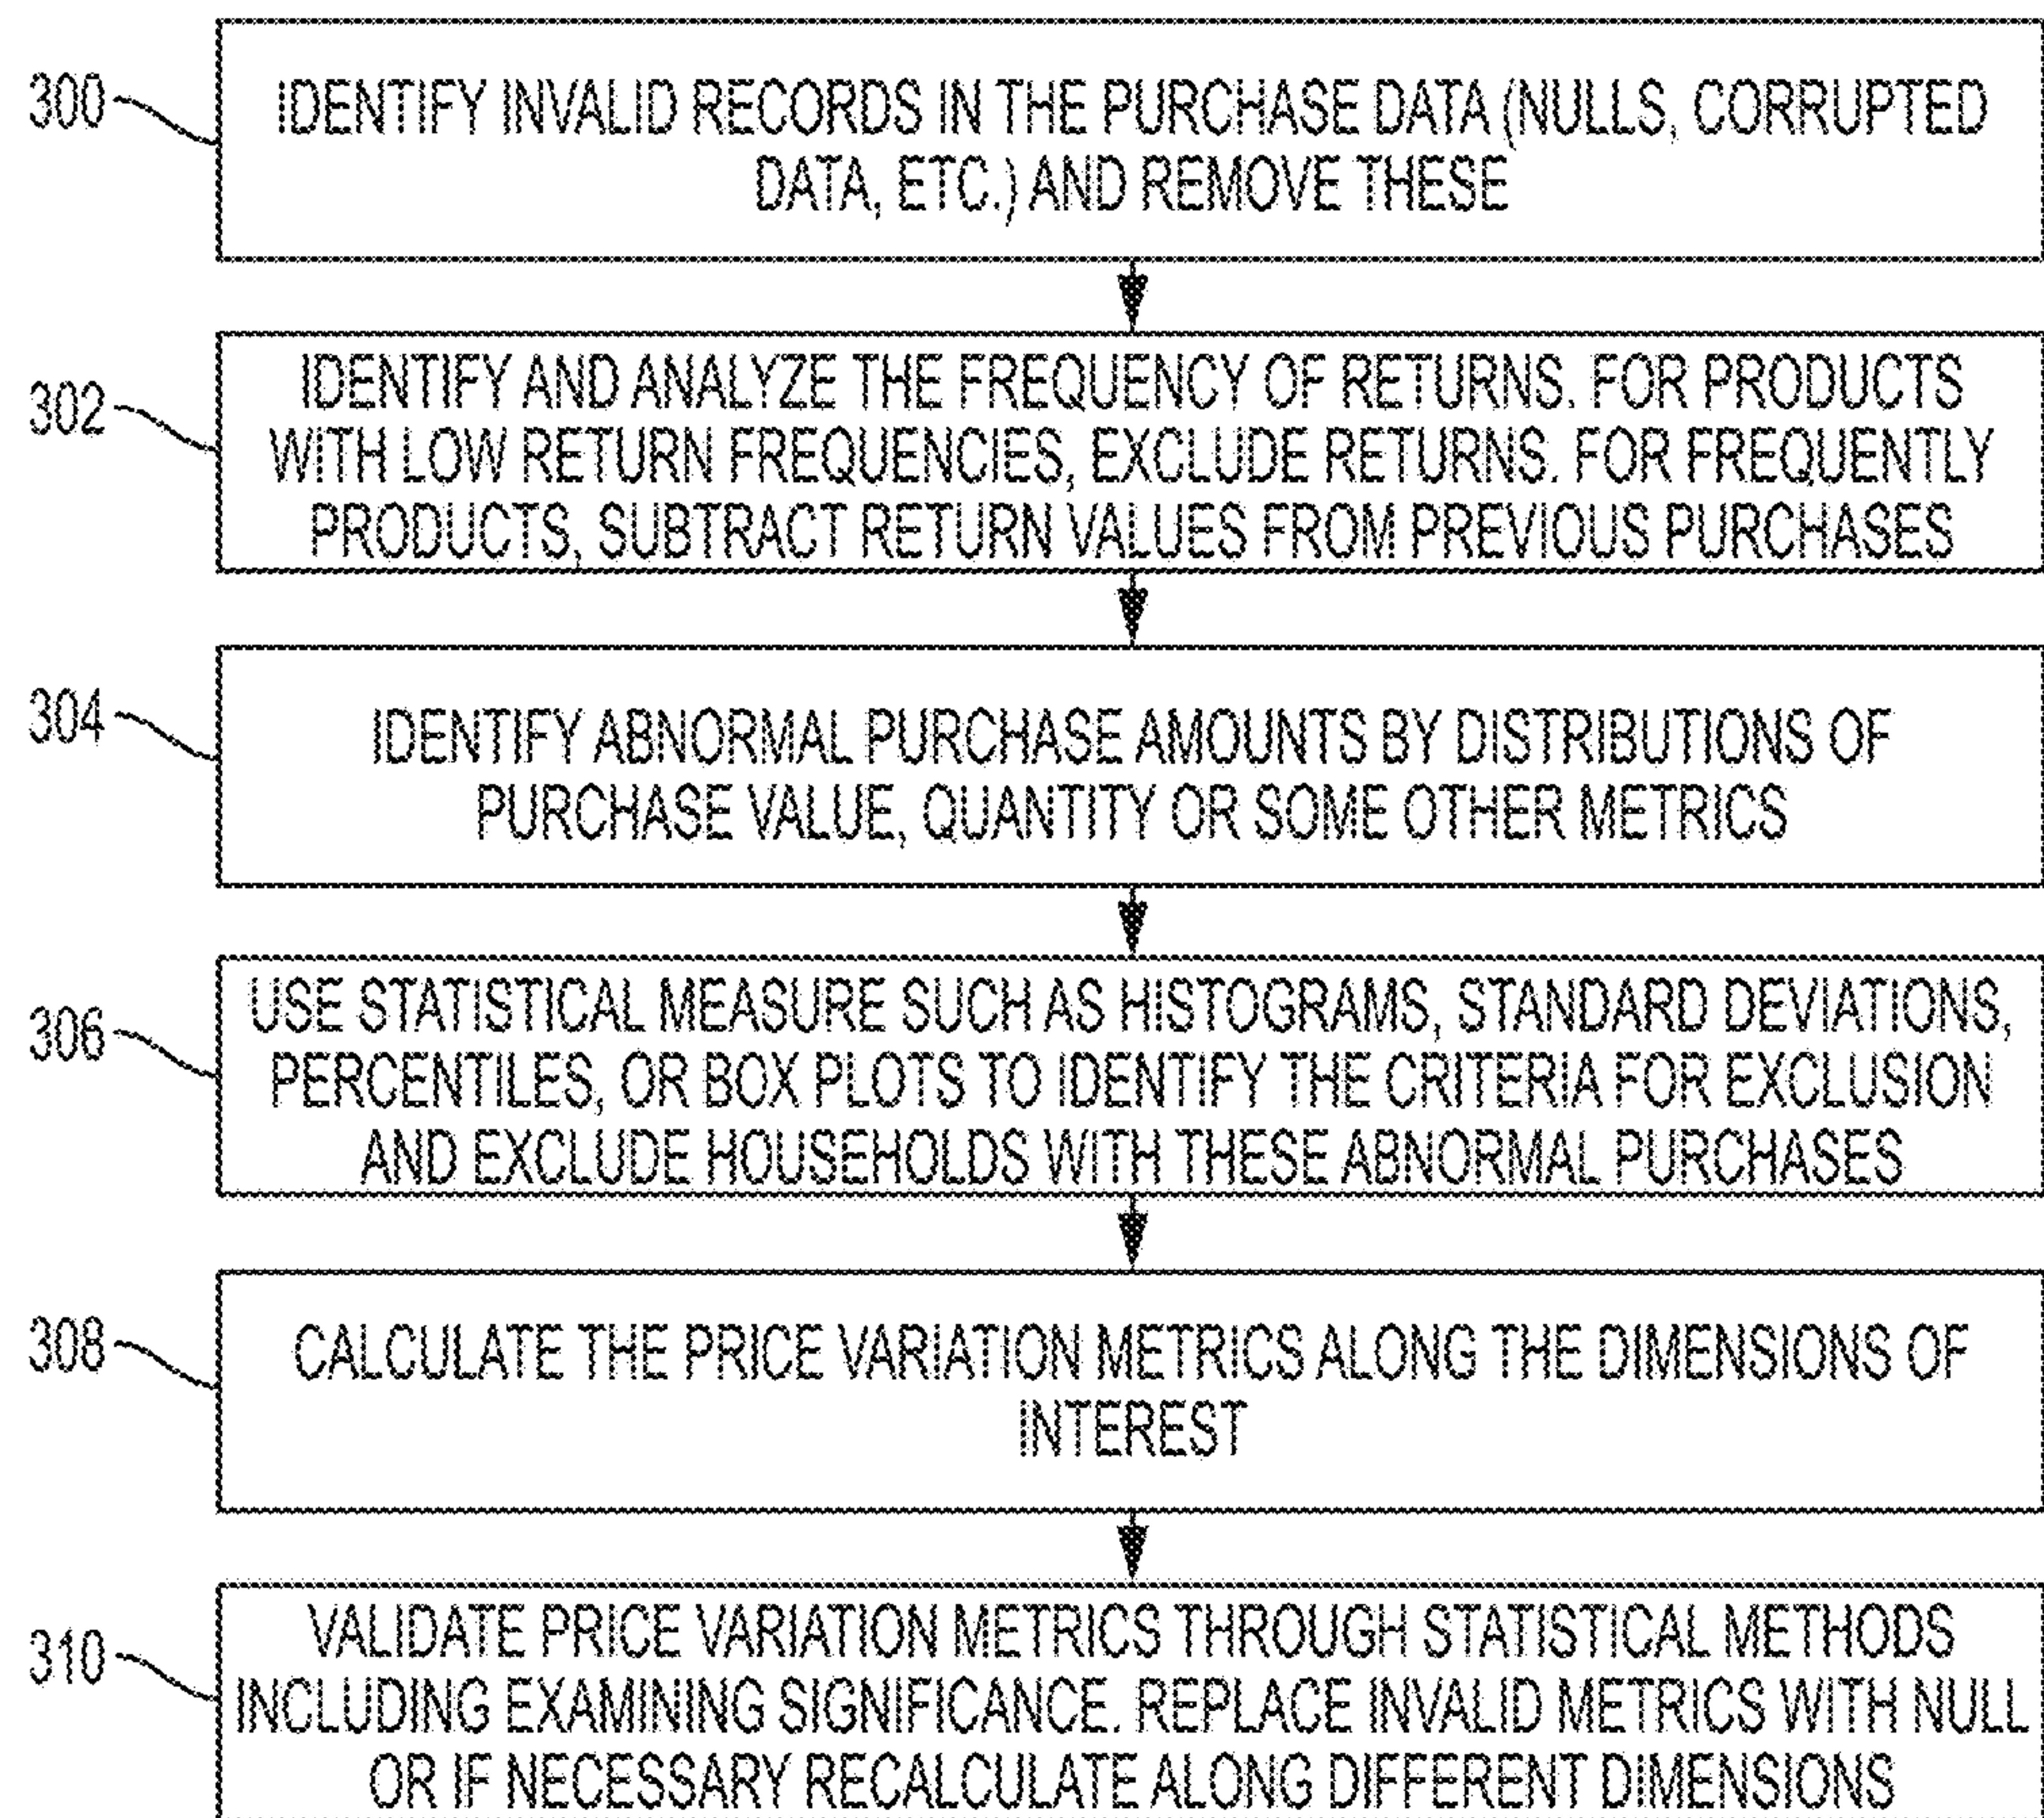 300
IDENTIFY INVALID RECORDS IN THE PURCHASE DATA (NULLS, CORRUPTED
DATA, ETC.) AND REMOVE THESE
302
IDENTIFY AND ANALYZE THE FREQUENCY OF RETURNS. FOR PRODUCTS
WITH LOW RETURN FREQUENCIES, EXCLUDE RETURNS. FOR FREQUENTLY
PRODUCTS, SUBTRACT RETURN VALUES FROM PREVIOUS PURCHASES
304
IDENTIFY ABNORMAL PURCHASE AMOUNTS BY DISTRIBUTIONS OF
PURCHASE VALUE, QUANTITY OR SOME OTHER METRICS
306
USE STATISTICAL MEASURE SUCH AS HISTOGRAMS, STANDARD DEVIATIONS,
PERCENTILES, OR BOX PLOTS TO IDENTIFY THE CRITERIA FOR EXCLUSION
AND EXCLUDE HOUSEHOLDS WITH THESE ABNORMAL PURCHASES
308
CALCULATE THE PRICE VARIATION METRICS ALONG THE DIMENSIONS OF
INTEREST
310
VALIDATE PRICE VARIATION METRICS THROUGH STATISTICAL METHODS
INCLUDING EXAMINING SIGNIFICANCE. REPLACE INVALID METRICS WITH NULL
OR IF NECESSARY RECALCULATE ALONG DIFFERENT DIMENSIONS